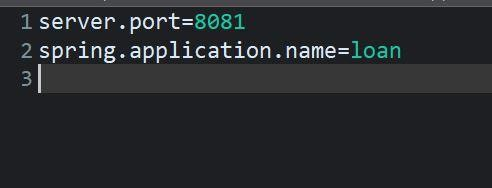 1 server.port=8081
2 spring.application.name=loan
3